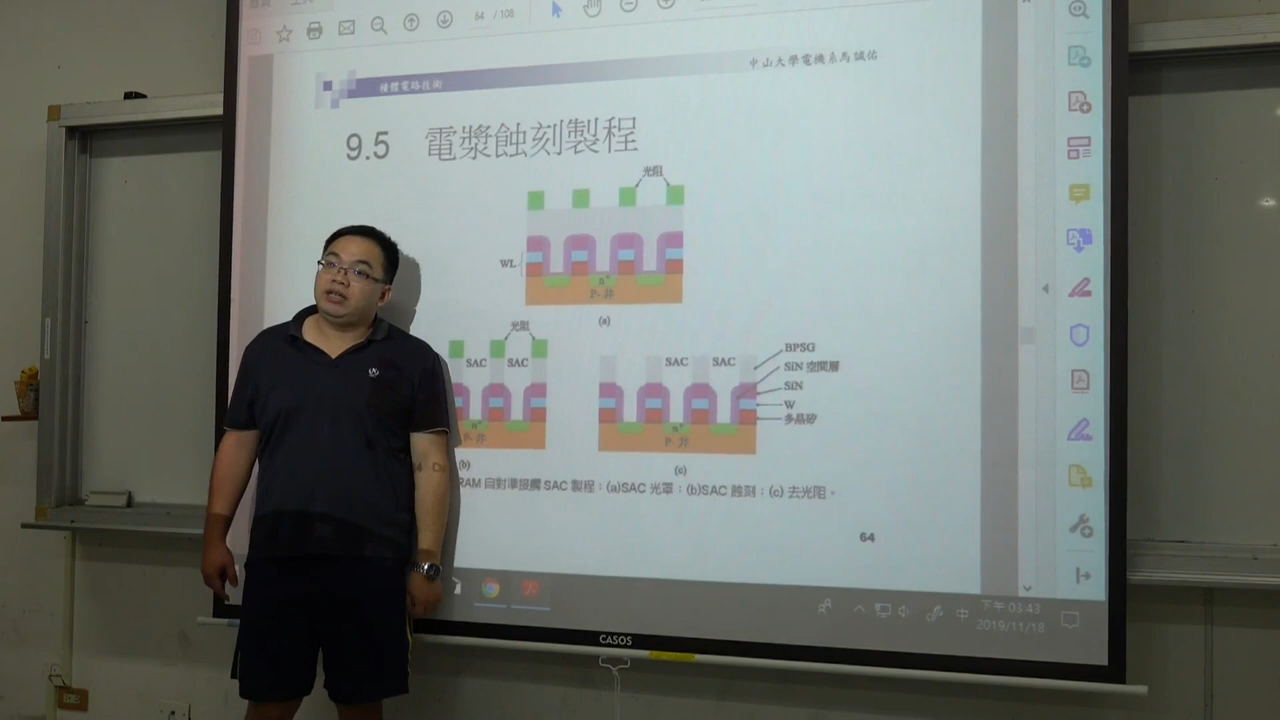 64 / 108
中山大學電機系馬誠佑
積體電路技術
9.5 電漿蝕刻製程
光阻
WL
n+
P- 井
(a)
光阻
SAC SAC
n+
P- 井
(b)
SAC SAC
BPSG
SiN 空間層
SiN
W
多晶矽
n+
P- 井
(c)
RAM 自對準接觸 SAC 製程：(a)SAC 光罩；(b)SAC 蝕刻；(c) 去光阻。
64
中
下午 03:43
2019/11/18
CASOS